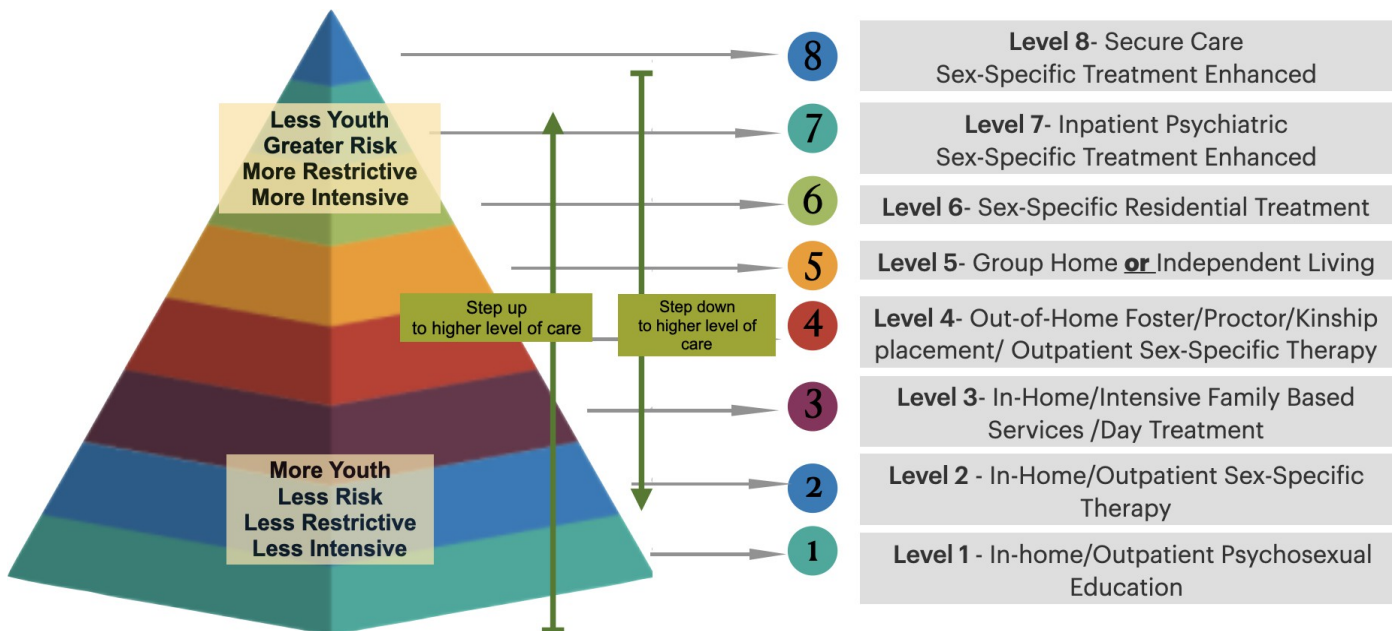 8
Level 8- Secure Care
Sex-Specific Treatment Enhanced
Less Youth
Greater Risk
More Restrictive
More Intensive
7
Level 7- Inpatient Psychiatric
Sex-Specific Treatment Enhanced
6
Level 6- Sex-Specific Residential Treatment
5
Level 5- Group Home or Independent Living
Step up
to higher level of care
Step down
to higher level of
care
4
Level 4- Out-of-Home Foster/Proctor/Kinship
placement/ Outpatient Sex-Specific Therapy
3
Level 3- In-Home/Intensive Family Based
Services /Day Treatment
More Youth
Less Risk
Less Restrictive
Less Intensive
2
Level 2 - In-Home/Outpatient Sex-Specific
Therapy
1
Level 1 - In-home/Outpatient Psychosexual
Education